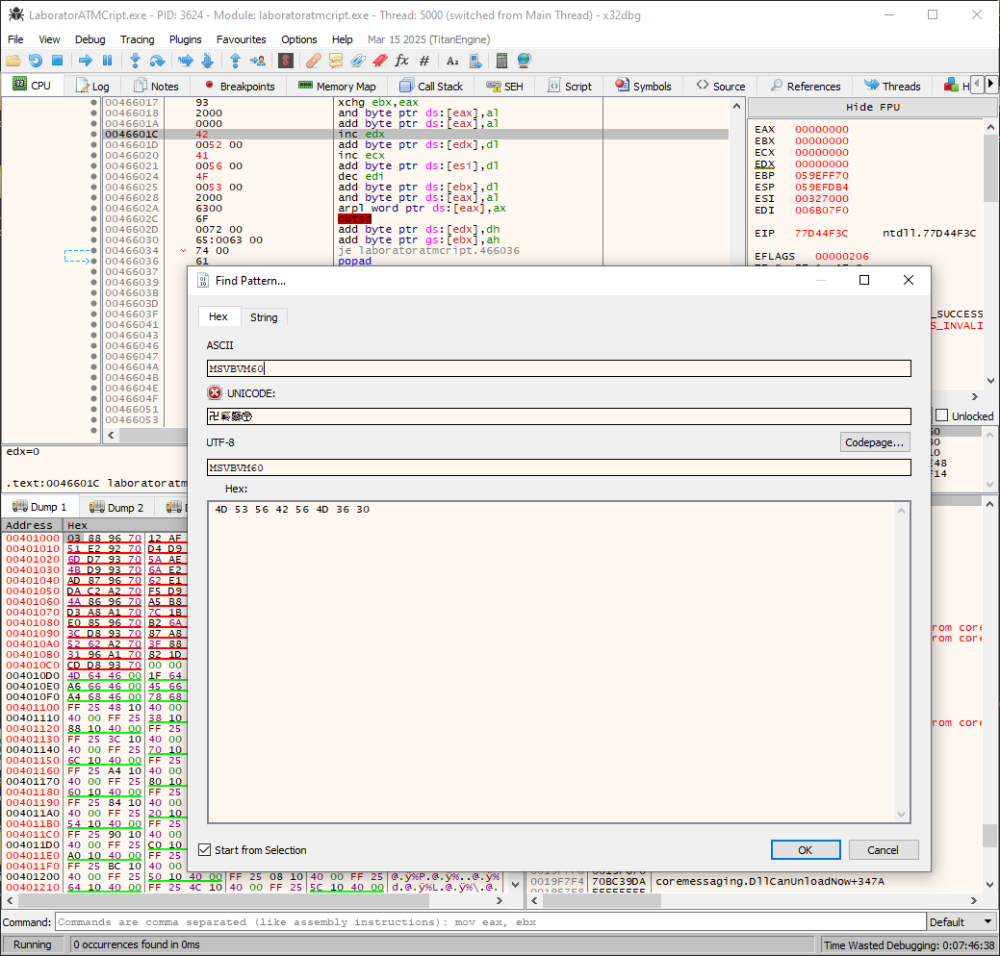 LaboratorATMCript.exe - PID: 3624 - Module: laboratoratmcript.exe - Thread: 5000 (switched from Main Thread) - x32dbg
File View Debug Tracing Plugins Favourites Options Help Mar 15 2025 (TitanEngine)
CPU Log Notes Breakpoints Memory Map Call Stack SEH Script Symbols Source References Threads H
00466017 93 xchg ebx,eax
00466018 2000 and byte ptr ds:[eax],al
0046601A 0000 add byte ptr ds:[eax],al
0046601C 42 inc edx
0046601D 0052 00 add byte ptr ds:[edx],dl
00466020 41 inc ecx
00466021 0056 00 add byte ptr ds:[esi],dl
00466024 4F dec edi
00466025 0053 00 add byte ptr ds:[ebx],dl
00466028 2000 and byte ptr ds:[eax],al
0046602A 6300 arpl word ptr ds:[eax],ax
0046602C 6F outsd
0046602D 0072 00 add byte ptr ds:[edx],dh
00466030 65:0063 00 add byte ptr gs:[ebx],ah
00466034 74 00 je laboratoratmcript.466036
00466036 61 popad
00466037
00466039
0046603B
0046603D
0046603F
00466041
00466043
00466045
00466047
0046604A
0046604B
0046604D
0046604F
00466051
00466053
Hide FPU
EAX 00000000
EBX 00000000
ECX 00000000
EDX 00000000
EBP 059EFF70
ESP 059EFDB4
ESI 00327000
EDI 006B07F0
EIP 77D44F3C ntdll.77D44F3C
EFLAGS 00000206
_SUCCESS
S_INVALI
Unlocked
edx=0
.text:0046601C laboratoratm
Find Pattern...
Hex String
ASCII
MSVBVM60
UNICODE:
UTF-8
Codepage...
MSVBVM60
Hex:
4D 53 56 42 56 4D 36 30
Start from Selection
OK Cancel
Dump 1 Dump 2
Address Hex
00401000 03 88 96 70 12 AF
00401010 51 E2 92 70 D4 D9
00401020 6D D7 93 70 5A AE
00401030 4B D9 93 70 6A E2
00401040 AD 87 96 70 62 E1
00401050 DA C2 A2 70 F5 D9
00401060 4A 86 96 70 A5 B8
00401070 D3 A8 A1 70 7C 1B
00401080 E0 85 96 70 B2 6A
00401090 3C D8 93 70 87 A8
004010A0 52 62 A2 70 3F 88
004010B0 31 96 A1 70 82 1D
004010C0 CD D8 93 70 00 00
004010D0 4D 64 46 00 1F 64
004010E0 A6 66 46 00 45 66
004010F0 A4 68 46 00 78 68
00401100 FF 25 48 10 40 00
00401110 40 00 FF 25 38 10
00401120 88 10 40 00 FF 25
00401130 FF 25 3C 10 40 00
00401140 40 00 FF 25 70 10
00401150 6C 10 40 00 FF 25
00401160 FF 25 A4 10 40 00
00401170 40 00 FF 25 80 10
00401180 60 10 40 00 FF 25
00401190 FF 25 84 10 40 00
004011A0 40 00 FF 25 20 10
004011B0 54 10 40 00 FF 25
004011C0 FF 25 90 10 40 00
004011D0 40 00 FF 25 C0 10
004011E0 A0 10 40 00 FF 25
004011F0 FF 25 BC 10 40 00
00401200 40 00 FF 25 50 10 40 00 FF 25 08 10 40 00 FF 25 @.ÿ%P.@.ÿ%..@.ÿ%
00401210 64 10 40 00 FF 25 4C 10 40 00 FF 25 5C 10 40 00 d.@.ÿ%L.@.ÿ%\.@.
rom core
rom core
rom core
0019F7F4 70BC39DA coremessaging.DllCanUnloadNow+347A
Command: Commands are comma separated (like assembly instructions): mov eax, ebx Default
Running 0 occurrences found in 0ms Time Wasted Debugging: 0:07:46:38